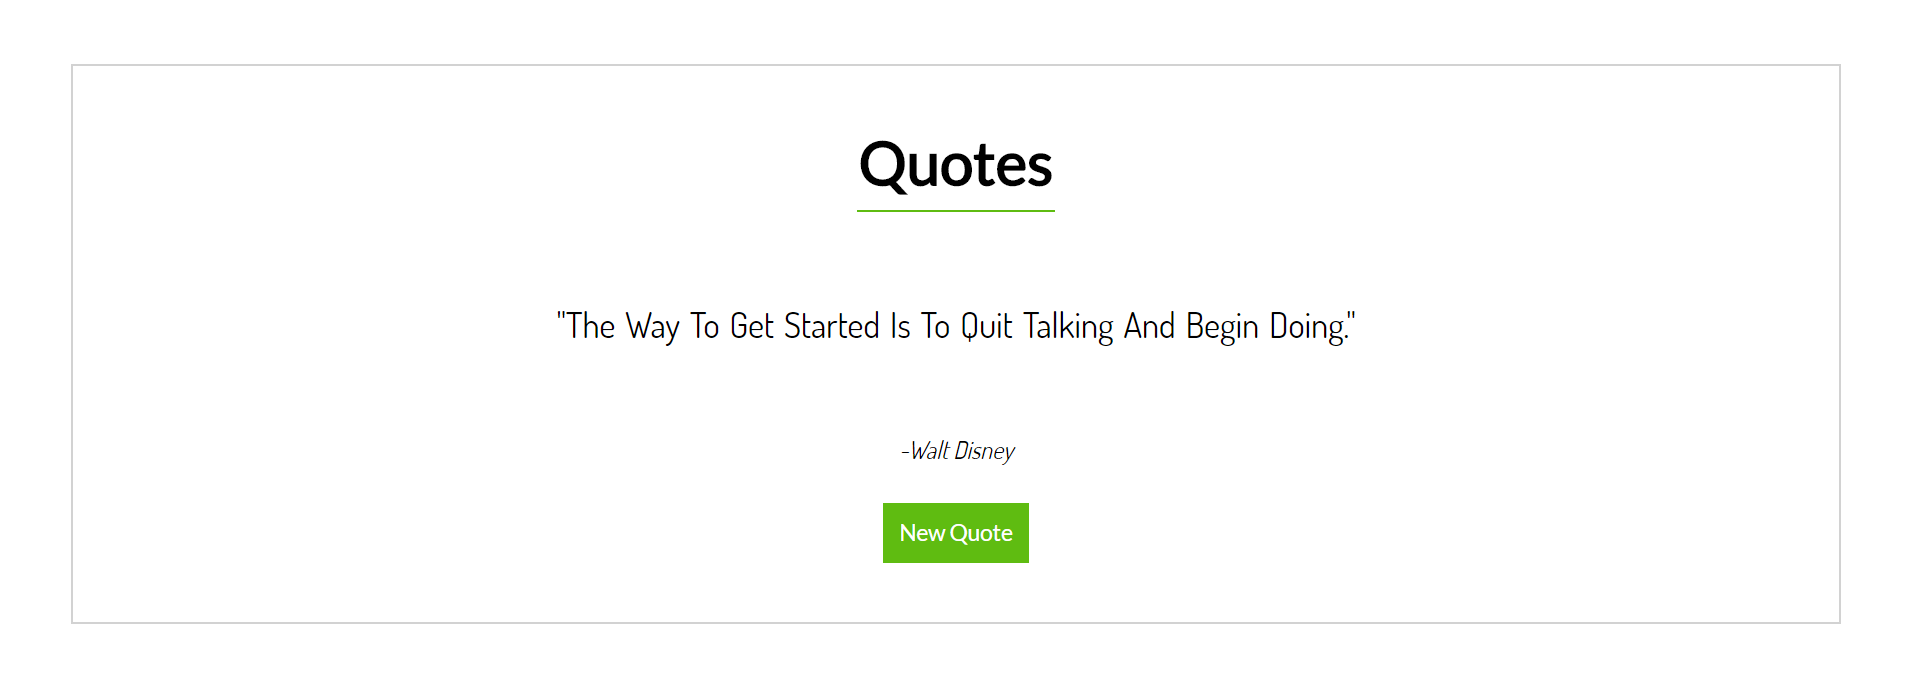 Quotes
"The Way To Get Started Is To Quit Talking And Begin Doing."
-Walt Disney
New Quote